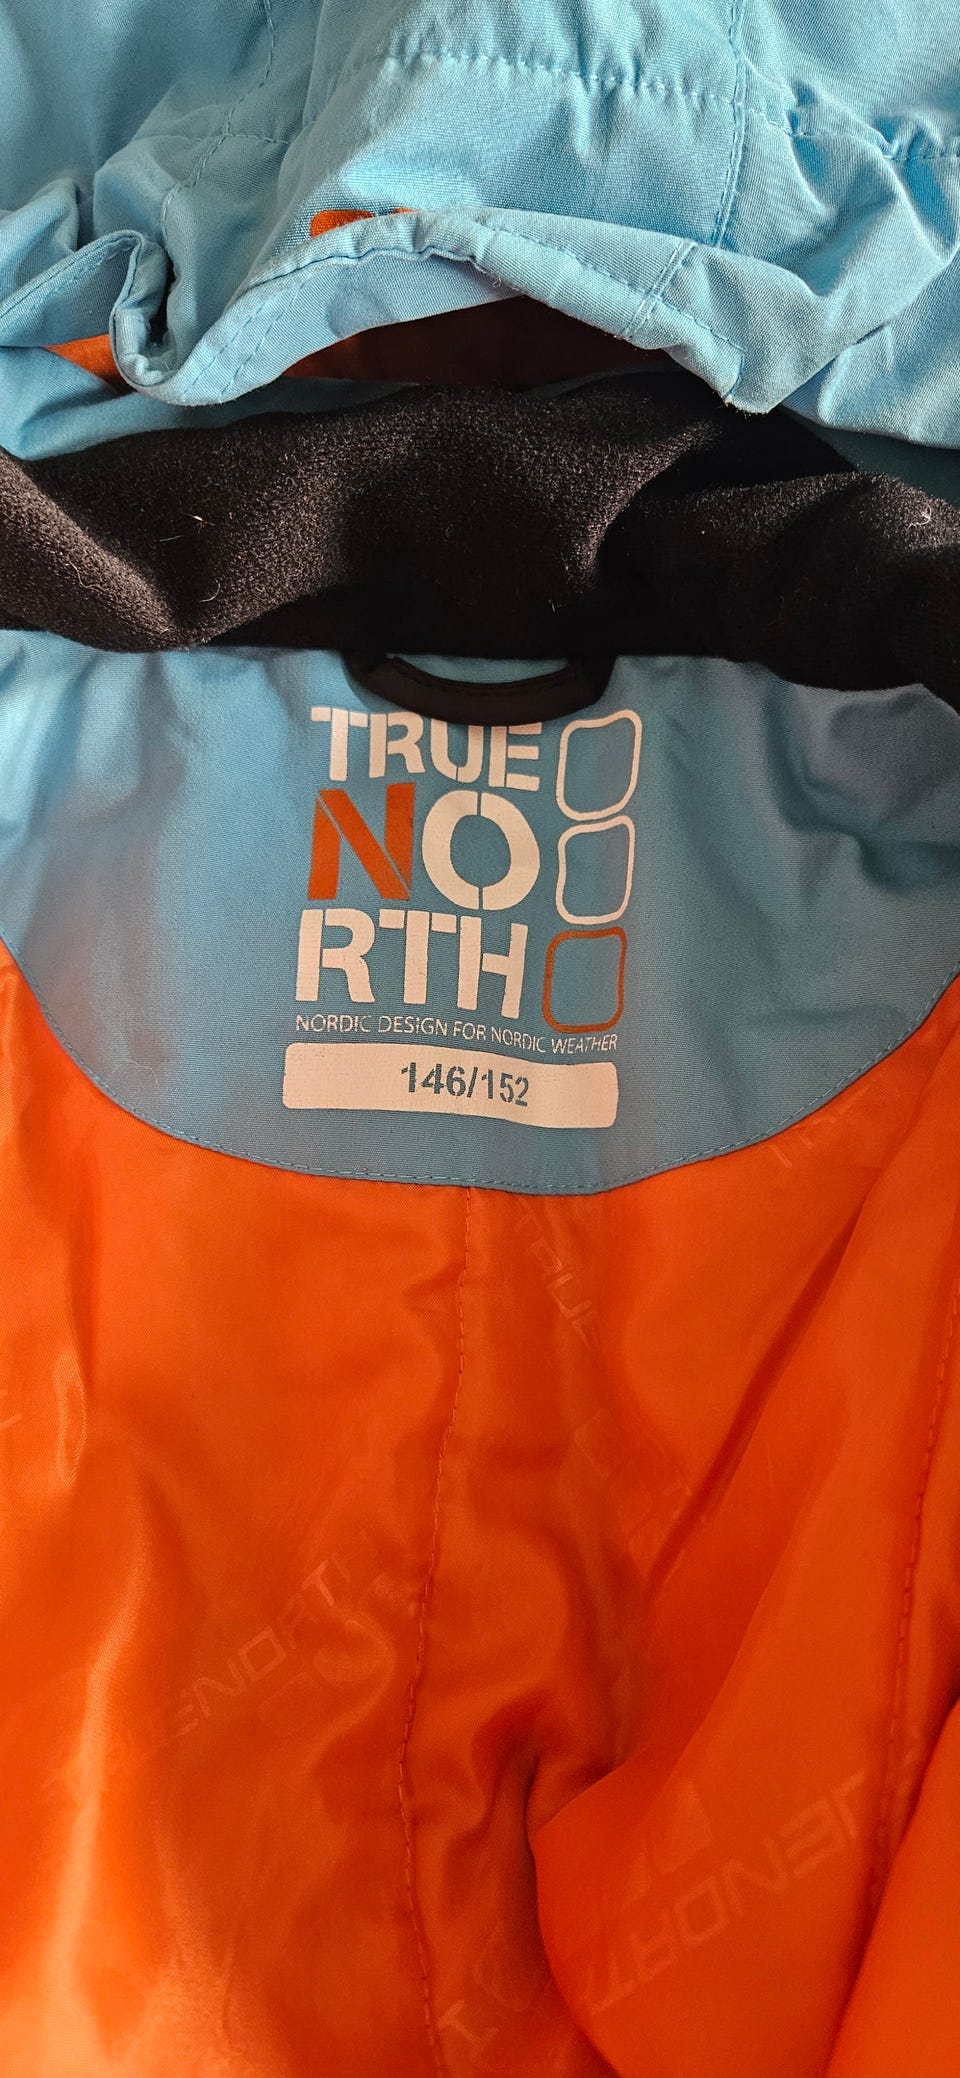 TRUE
NO
RTH
NORDIC DESIGN FOR NORDIC WEATHER
146/152